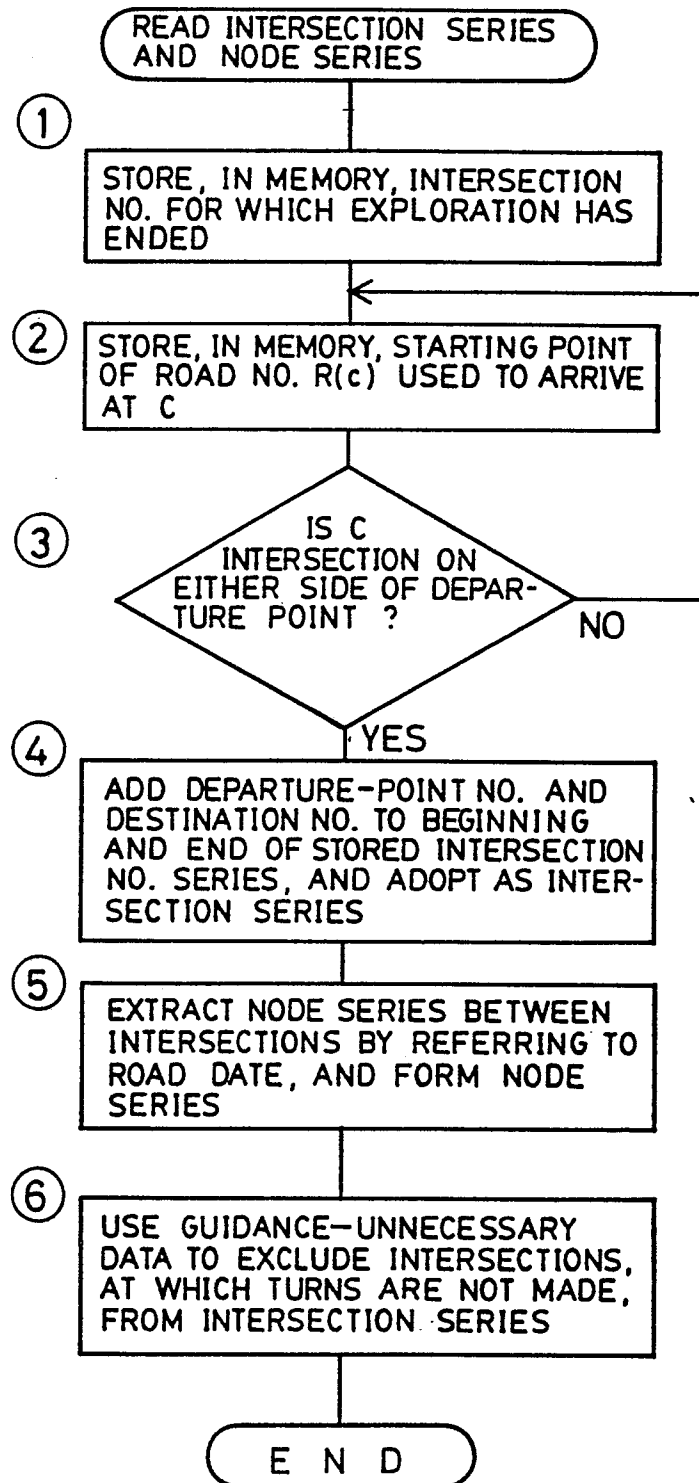 READ INTERSECTION SERIES
AND NODE SERIES
1
STORE, IN MEMORY, INTERSECTION
NO. FOR WHICH EXPLORATION HAS
ENDED
2
STORE, IN MEMORY, STARTING POINT
OF ROAD NO. R(c) USED TO ARRIVE
AT C
3
IS C
INTERSECTION ON
EITHER SIDE OF DEPAR-
TURE POINT ?
NO
YES
4
ADD DEPARTURE-POINT NO. AND
DESTINATION NO. TO BEGINNING
AND END OF STORED INTERSECTION
NO. SERIES, AND ADOPT AS INTER-
SECTION SERIES
5
EXTRACT NODE SERIES BETWEEN
INTERSECTIONS BY REFERRING TO
ROAD DATE, AND FORM NODE
SERIES
6
USE GUIDANCE-UNNECESSARY
DATA TO EXCLUDE INTERSECTIONS,
AT WHICH TURNS ARE NOT MADE,
FROM INTERSECTION SERIES
E N D